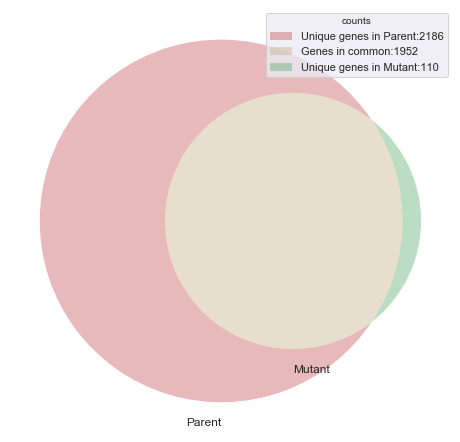 counts
Unique genes in Parent:2186
Genes in common:1952
Unique genes in Mutant:110
Mutant
Parent